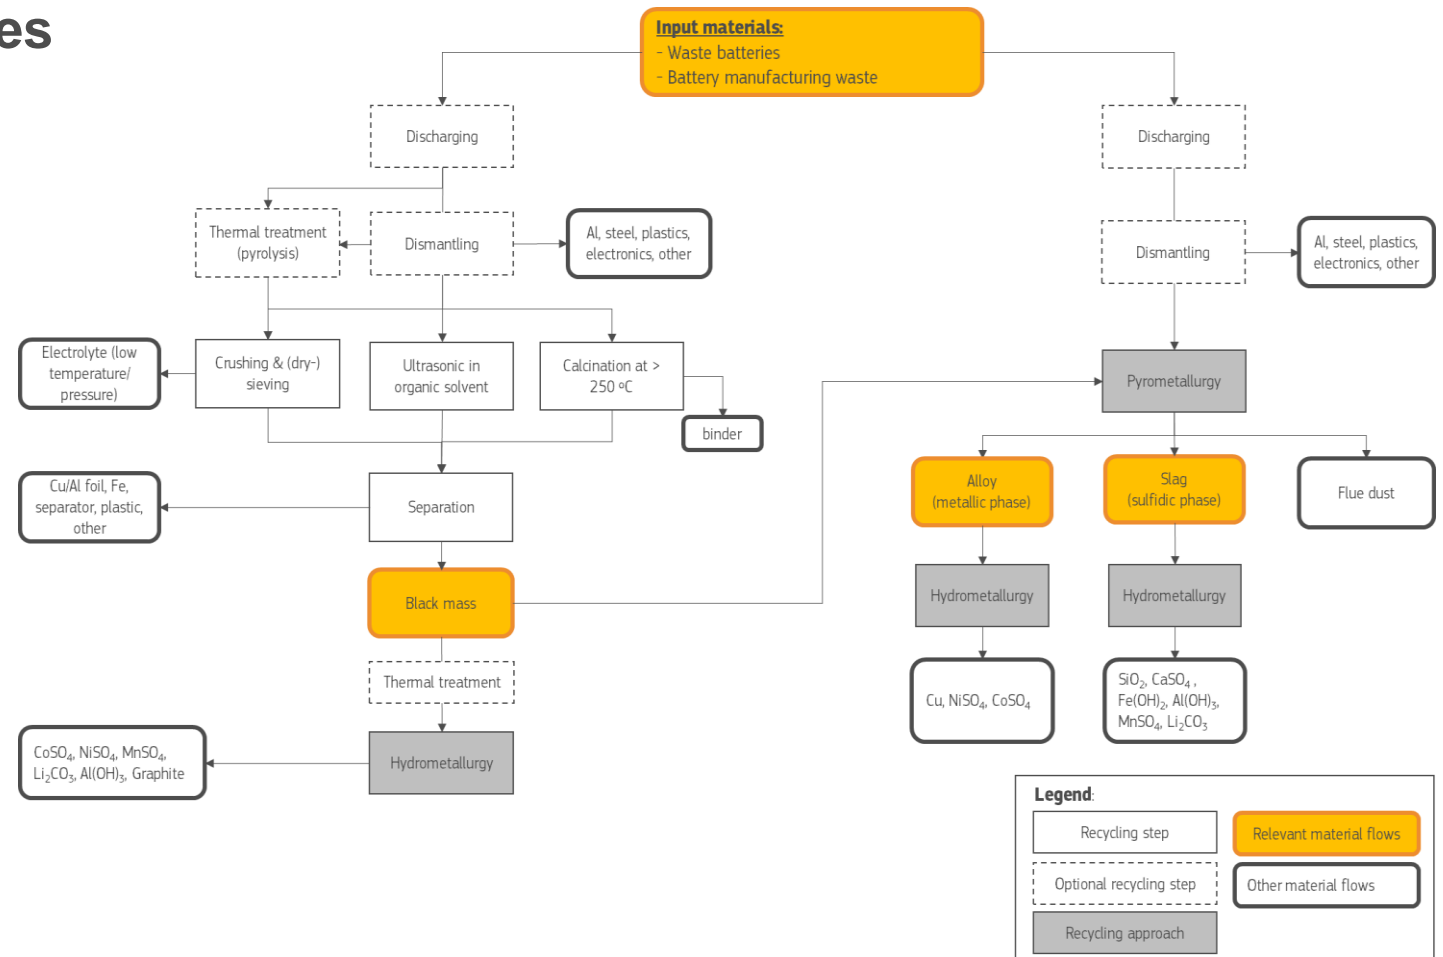 es
Input materials:
- Waste batteries
- Battery manufacturing waste
Discharging
Discharging
Thermal treatment
(pyrolysis)
Dismantling
Al, steel, plastics,
electronics, other
Dismantling
Al, steel, plastics,
electronics, other
Electrolyte (low
temperature/
pressure)
Crushing & (dry-)
sieving
Ultrasonic in
organic solvent
Calcination at >
250 ºC
binder
Pyrometallurgy
Cu/Al foil, Fe,
separator, plastic,
other
Separation
Alloy
(metallic phase)
Slag
(sulfidic phase)
Flue dust
Black mass
Hydrometallurgy
Hydrometallurgy
Thermal treatment
Cu, NiSO₄, CoSO₄
SiO₂, CaSO₄ ,
Fe(OH)₂, Al(OH)₃,
MnSO₄, Li₂CO₃
CoSO₄, NiSO₄, MnSO₄,
Li₂CO₃, Al(OH)₃, Graphite
Hydrometallurgy
Legend:
Recycling step
Relevant material flows
Optional recycling step
Other material flows
Recycling approach